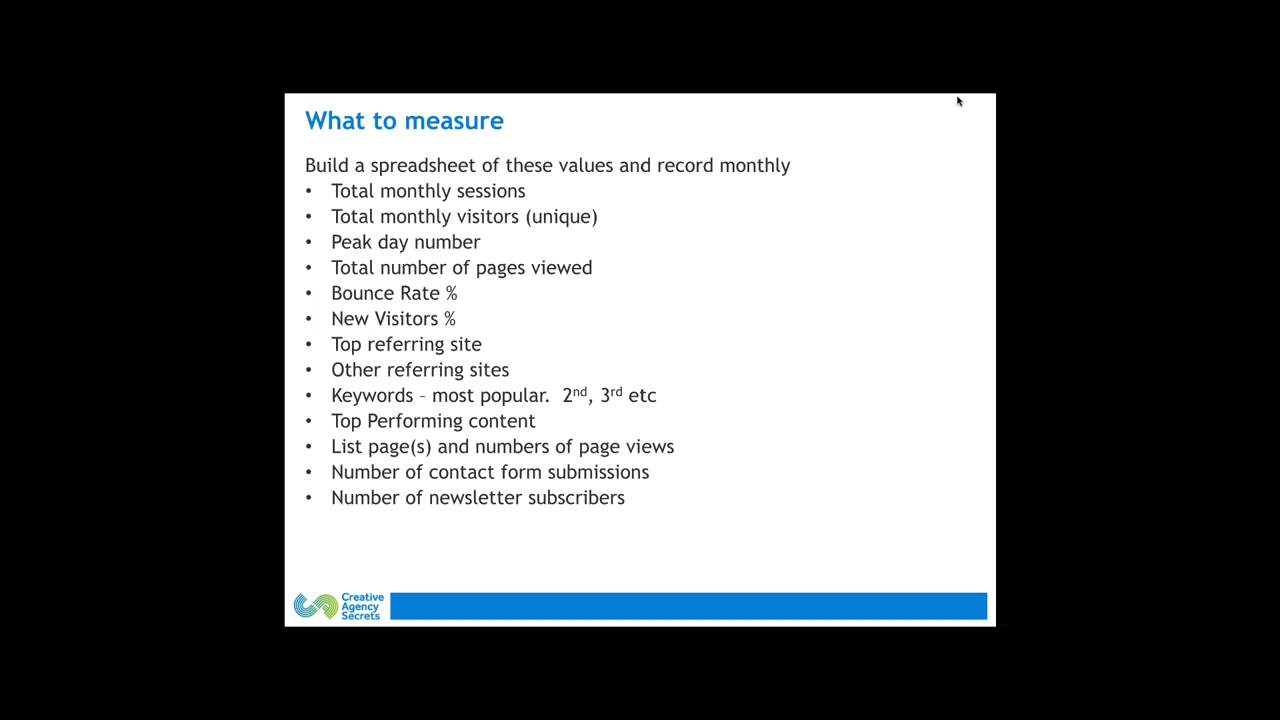 What to measure
Build a spreadsheet of these values and record monthly
• Total monthly sessions
• Total monthly visitors (unique)
• Peak day number
• Total number of pages viewed
• Bounce Rate %
• New Visitors %
• Top referring site
• Other referring sites
• Keywords – most popular.  2nd, 3rd etc
• Top Performing content
• List page(s) and numbers of page views
• Number of contact form submissions
• Number of newsletter subscribers
Creative
Agency
Secrets